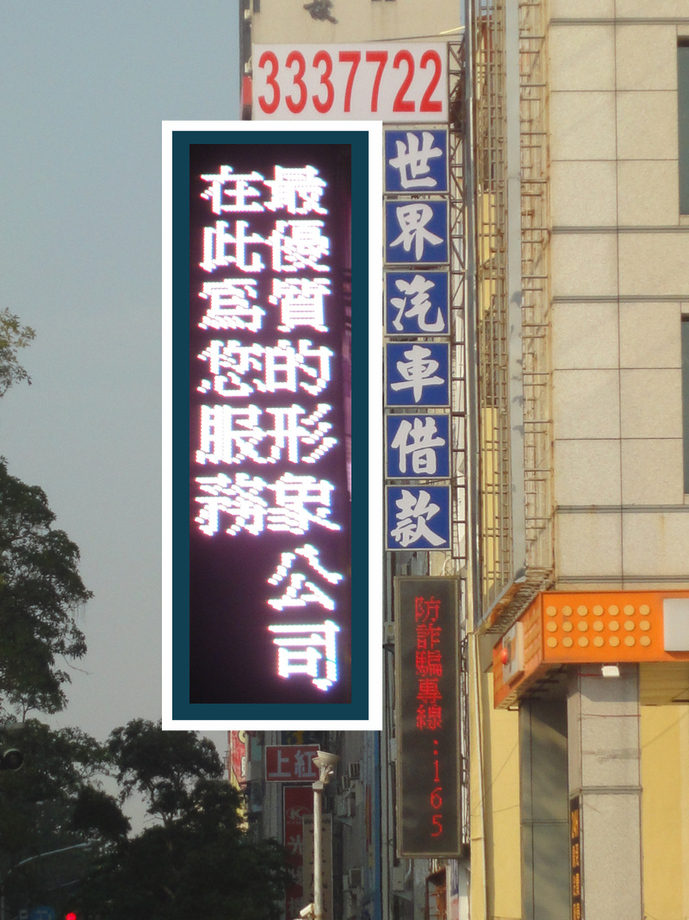 3337722
世界汽車借款
最優質的形象公司
在此為您服務
防詐騙專線：165
上紅